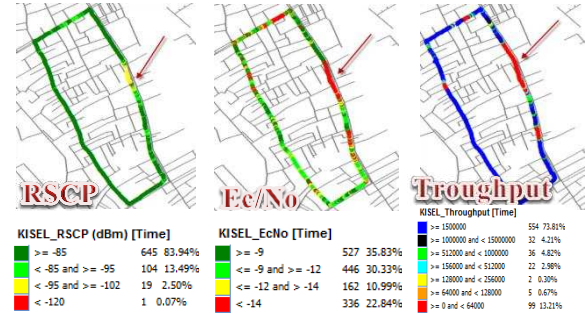 RSCP
Ec/No
Troughput
KISEL_RSCP (dBm) [Time]
>= -85 645 83.94%
< -85 and >= -95 104 13.49%
< -95 and >= -102 19 2.50%
< -120 1 0.07%
KISEL_EcNo [Time]
>= -9 527 35.83%
<= -9 and >= -12 446 30.33%
<= -12 and > -14 162 10.99%
< -14 336 22.84%
KISEL_Throughput [Time]
>= 1500000 554 73.81%
>= 1000000 and < 15000000 32 4.21%
>= 512000 and < 1000000 36 4.82%
>= 156000 and < 512000 22 2.98%
>= 128000 and < 256000 2 0.30%
>= 64000 and < 128000 5 0.67%
>= 0 and < 64000 99 13.21%